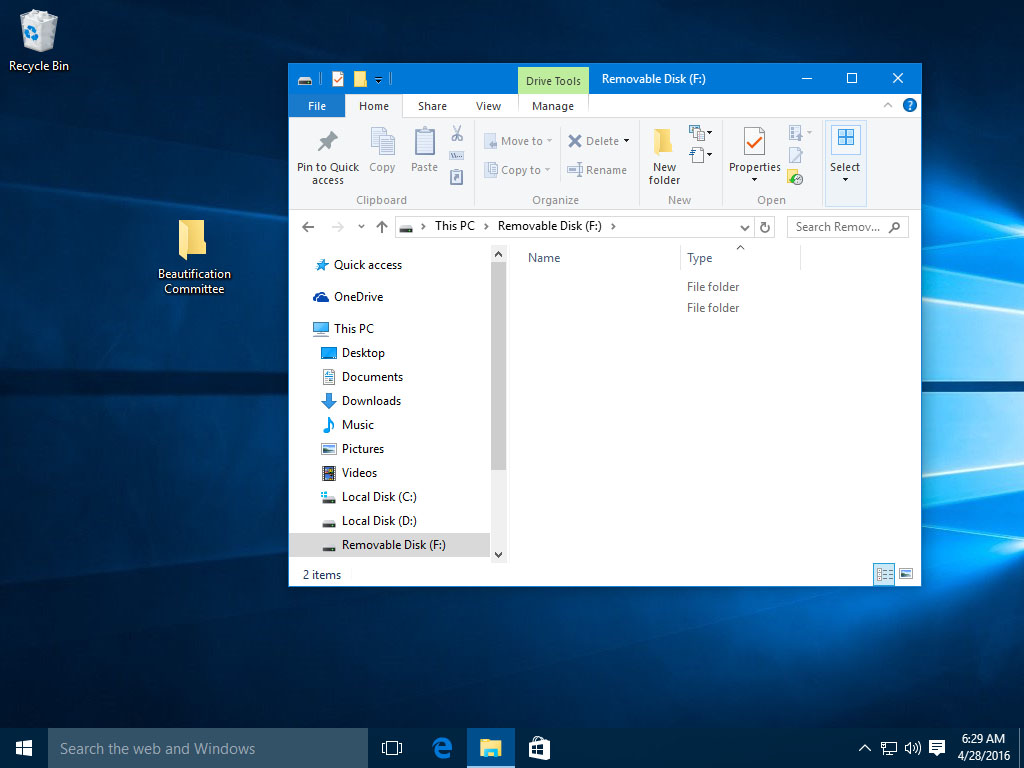 Recycle Bin
Beautification
Committee
Drive Tools
Removable Disk (F:)
File
Home
Share
View
Manage
Pin to Quick
access
Copy
Paste
Move to
Copy to
Delete
Rename
New
folder
Properties
Select
Clipboard
Organize
New
Open
This PC
Removable Disk (F:)
Search Remov...
Quick access
OneDrive
This PC
Desktop
Documents
Downloads
Music
Pictures
Videos
Local Disk (C:)
Local Disk (D:)
Removable Disk (F:)
Name
Type
File folder
File folder
2 items
Search the web and Windows
6:29 AM
4/28/2016